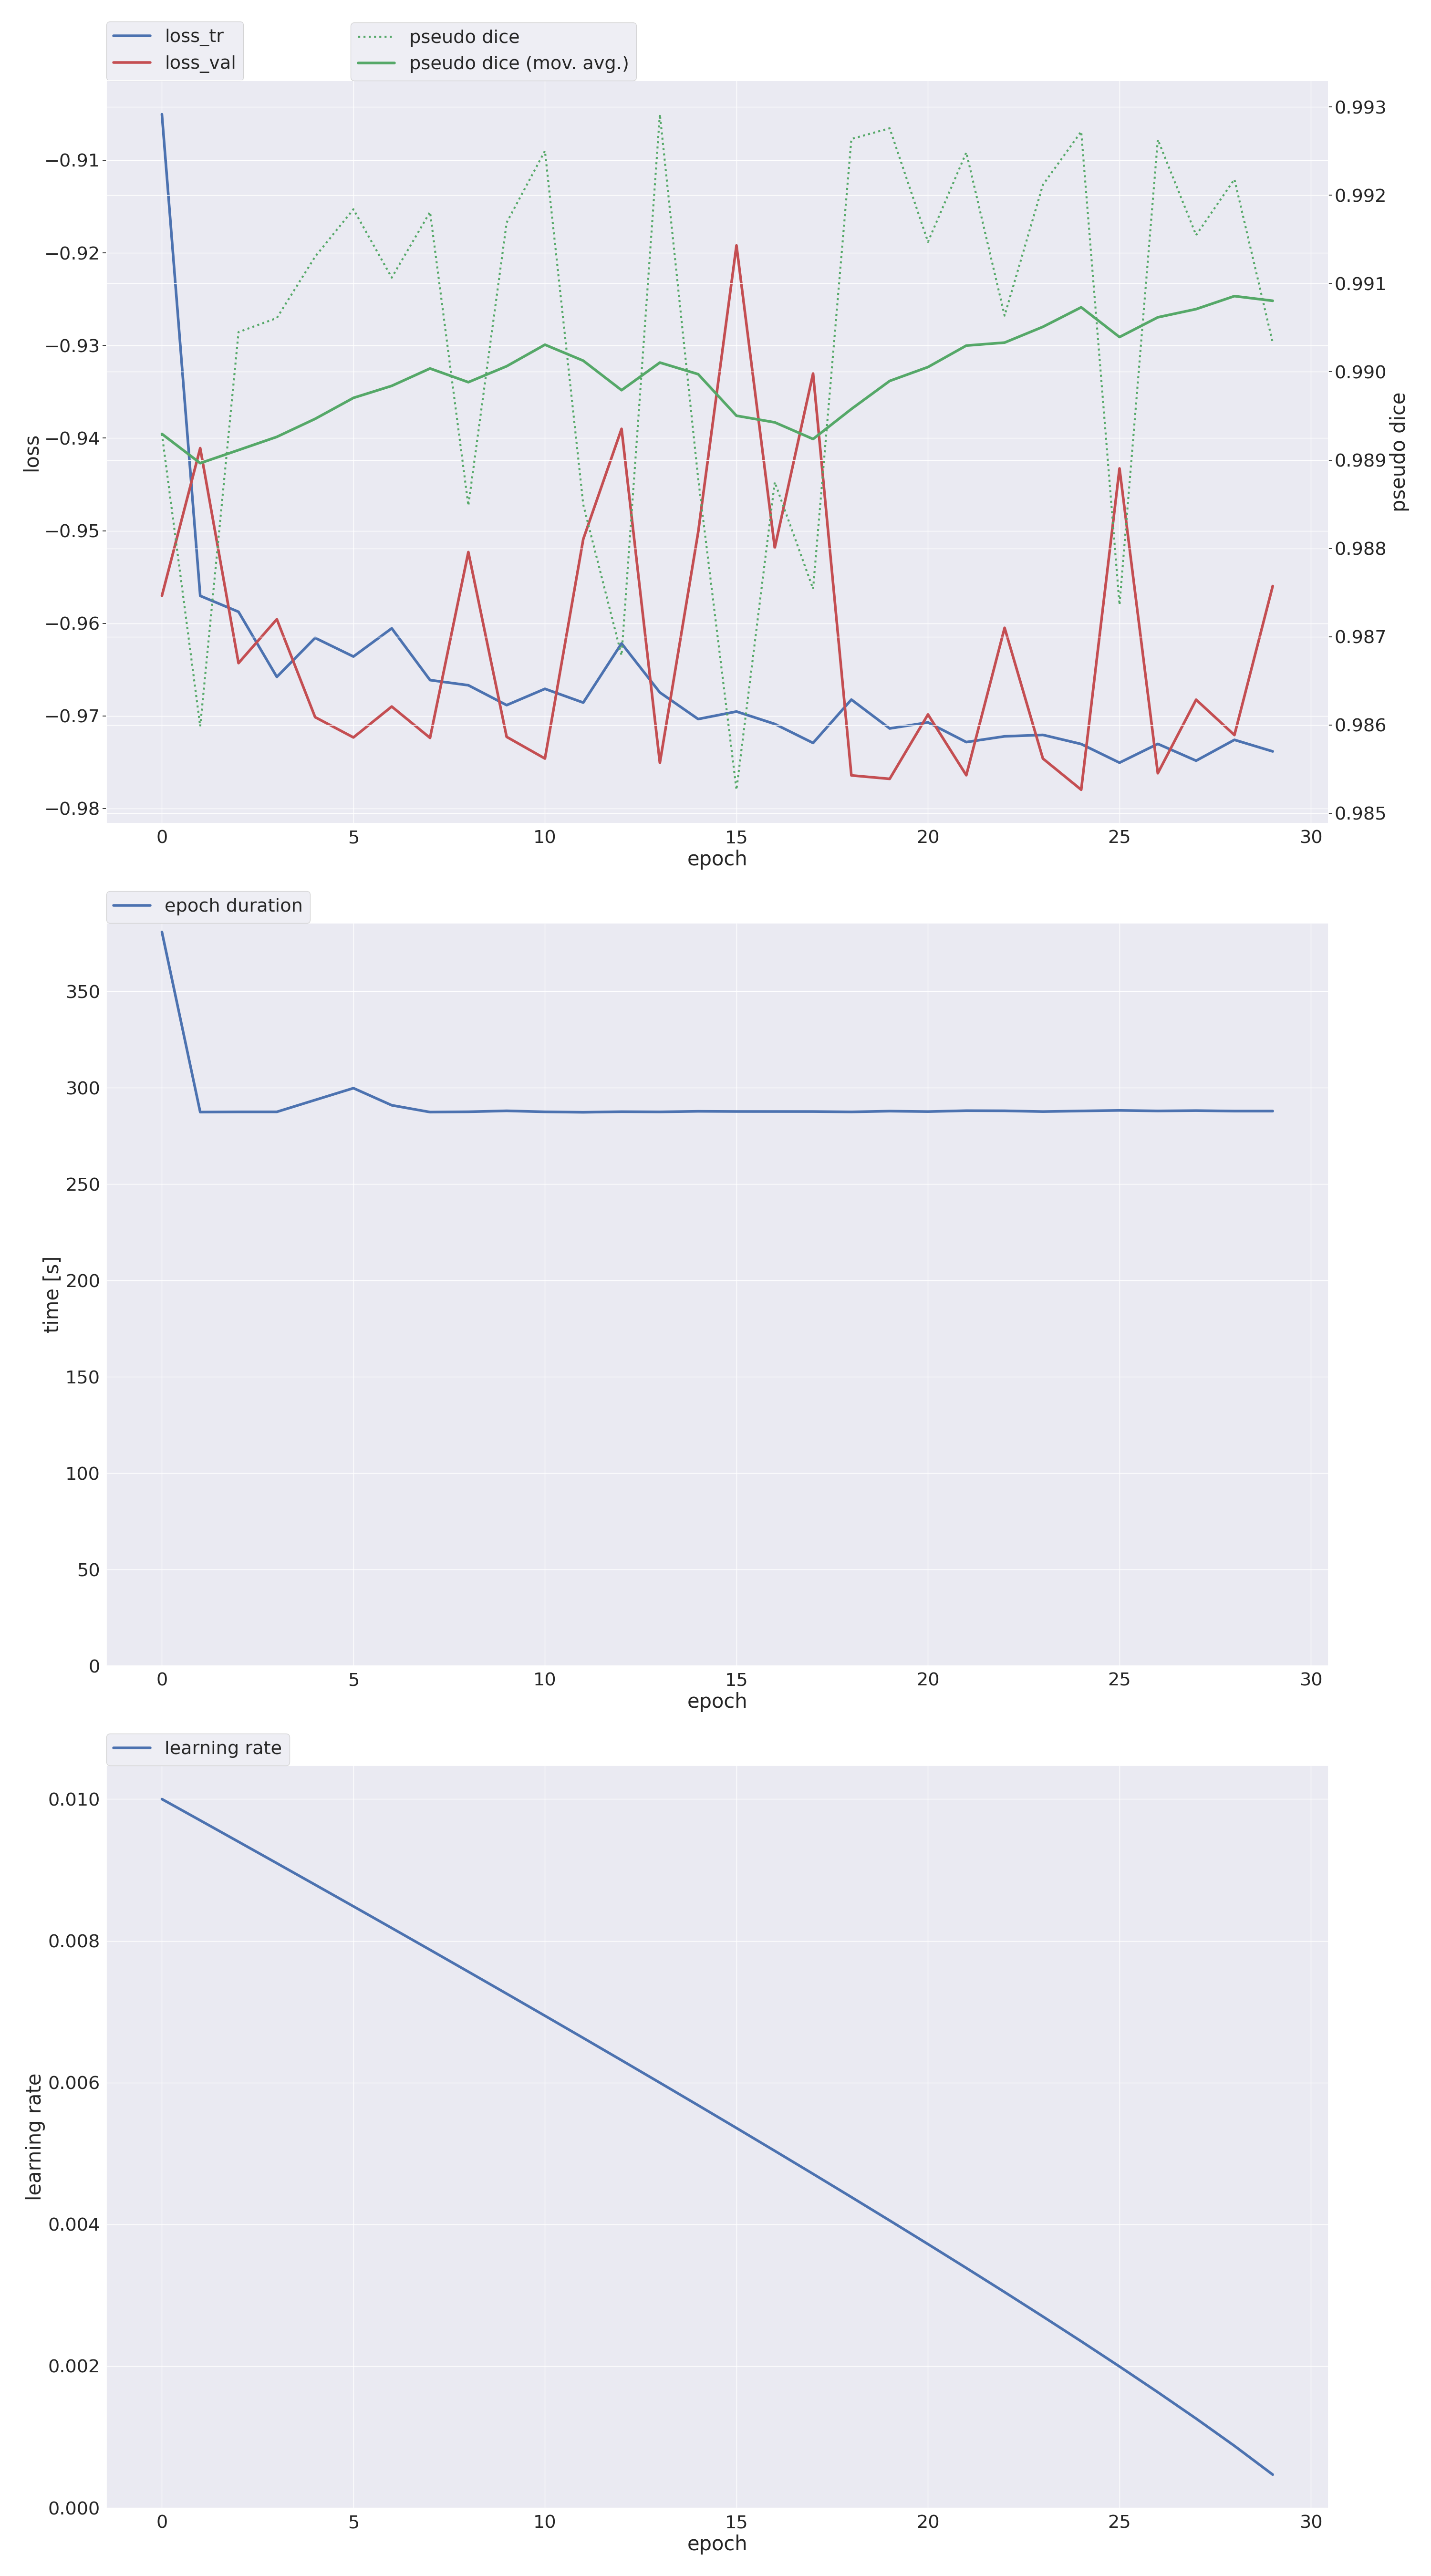 loss_tr
loss_val
pseudo dice
pseudo dice (mov. avg.)
−0.91
−0.92
−0.93
−0.94
−0.95
−0.96
−0.97
−0.98
loss
0.993
0.992
0.991
0.990
0.989
0.988
0.987
0.986
0.985
pseudo dice
0 5 10 15 20 25 30
epoch
epoch duration
350
300
250
200
150
100
50
0
time [s]
0 5 10 15 20 25 30
epoch
learning rate
0.010
0.008
0.006
0.004
0.002
0.000
learning rate
0 5 10 15 20 25 30
epoch